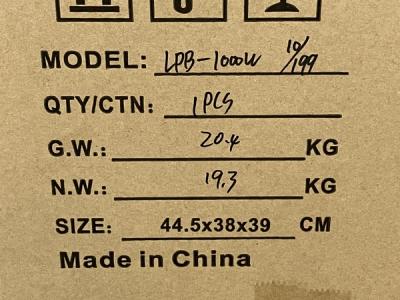 MODEL: LPB-1000W 10/199
QTY/CTN: 1PCS
G.W.: 20.4 KG
N.W.: 19.3 KG
SIZE: 44.5x38x39 CM
Made in China